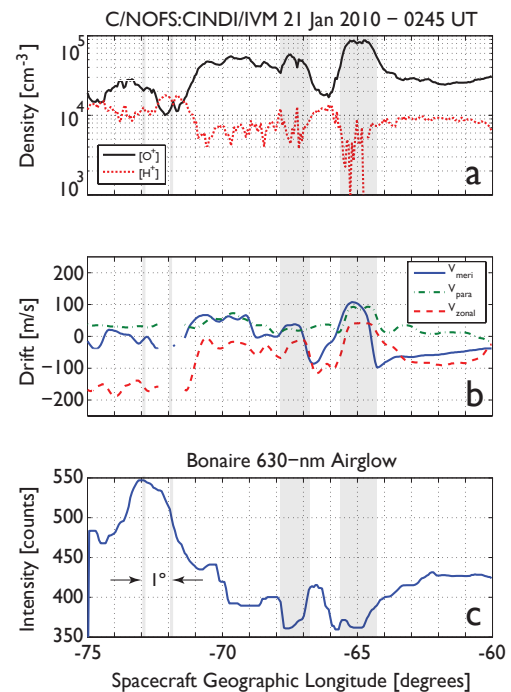 C/NOFS:CINDI/IVM 21 Jan 2010 − 0245 UT
10⁵
10⁴
10³
Density [cm⁻³]
[O⁺]
[H⁺]
a
200
100
0
−100
−200
Drift [m/s]
V_meri
V_para
V_zonal
b
Bonaire 630−nm Airglow
550
500
450
400
350
Intensity [counts]
1°
c
-75 -70 -65 -60
Spacecraft Geographic Longitude [degrees]